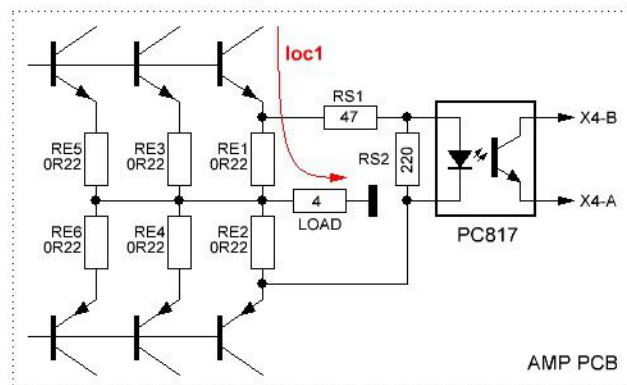 Ioc1
RS1
47
X4-B
RE5
0R22
RE3
0R22
RE1
0R22
RS2
220
4
LOAD
X4-A
PC817
RE6
0R22
RE4
0R22
RE2
0R22
AMP PCB